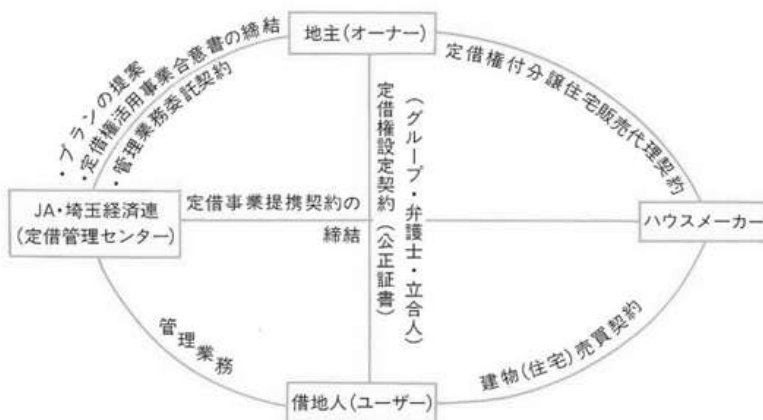 地主(オーナー)
・プランの提案
・定借権活用事業合意書の締結
・管理業務委託契約
定借権付分譲住宅販売代理契約
定借権設定契約(公正証書)
(グループ・弁護士・立合人)
JA・埼玉経済連
(定借管理センター)
定借事業提携契約の
締結
ハウスメーカー
管理業務
建物(住宅)売買契約
借地人(ユーザー)